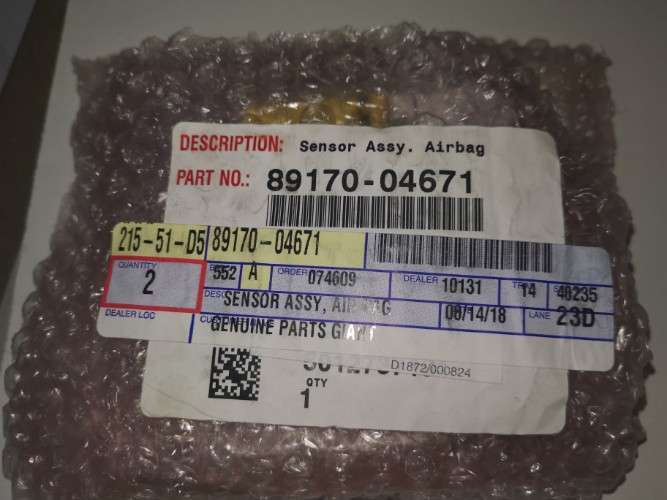 DESCRIPTION: Sensor Assy. Airbag
PART NO.: 89170-04671
215-51-D5 89170-04671
QUANTITY 2
552 A ORDER 074609 DEALER 10131 14 48235
SENSOR ASSY, AIR BAG 06/14/18 LANE 23D
DEALER LOC GENUINE PARTS GIANT
D1872/000824
QTY
1